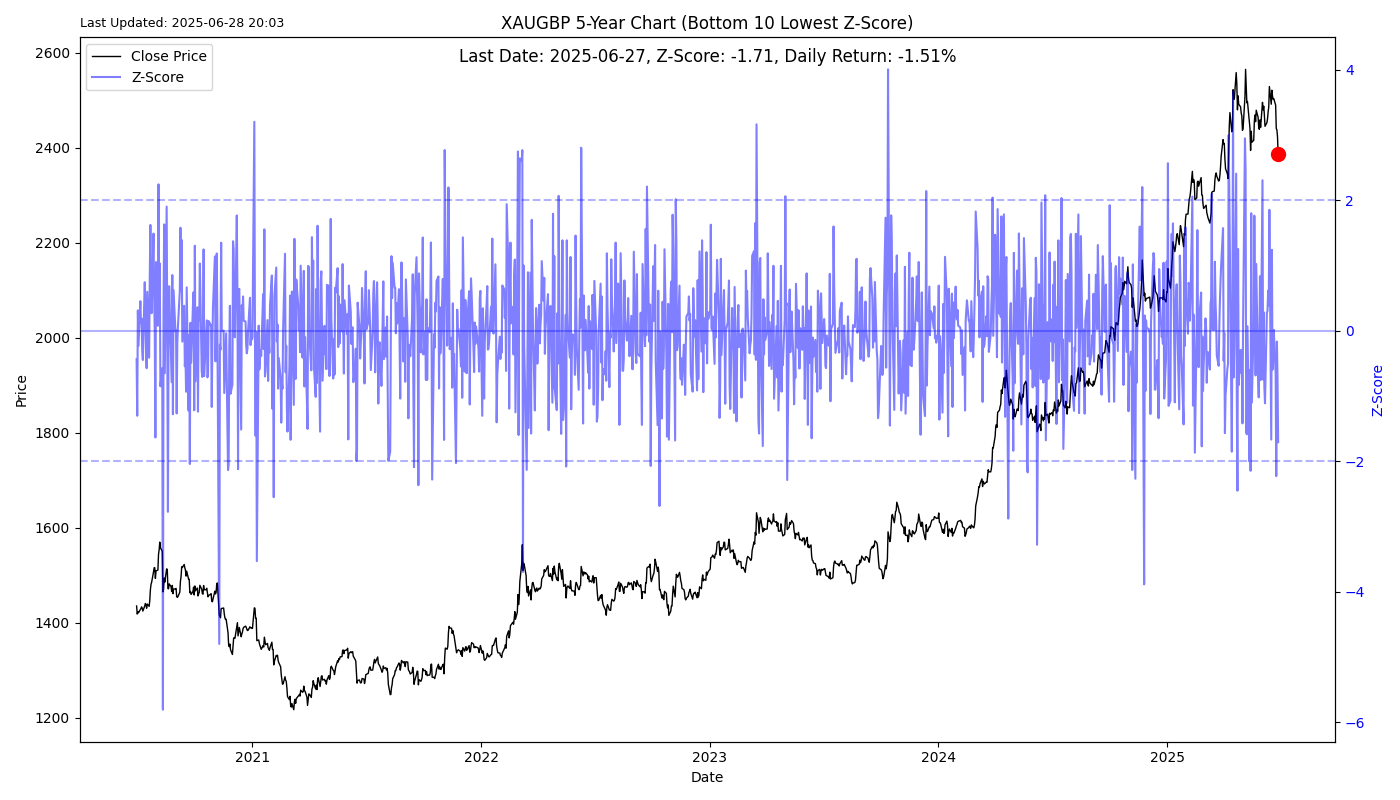 Last Updated: 2025-06-28 20:03
XAUGBP 5-Year Chart (Bottom 10 Lowest Z-Score)
Last Date: 2025-06-27, Z-Score: -1.71, Daily Return: -1.51%
Close Price
Z-Score
2600
2400
2200
2000
1800
1600
1400
1200
Price
4
2
0
−2
−4
−6
Z-Score
2021
2022
2023
2024
2025
Date